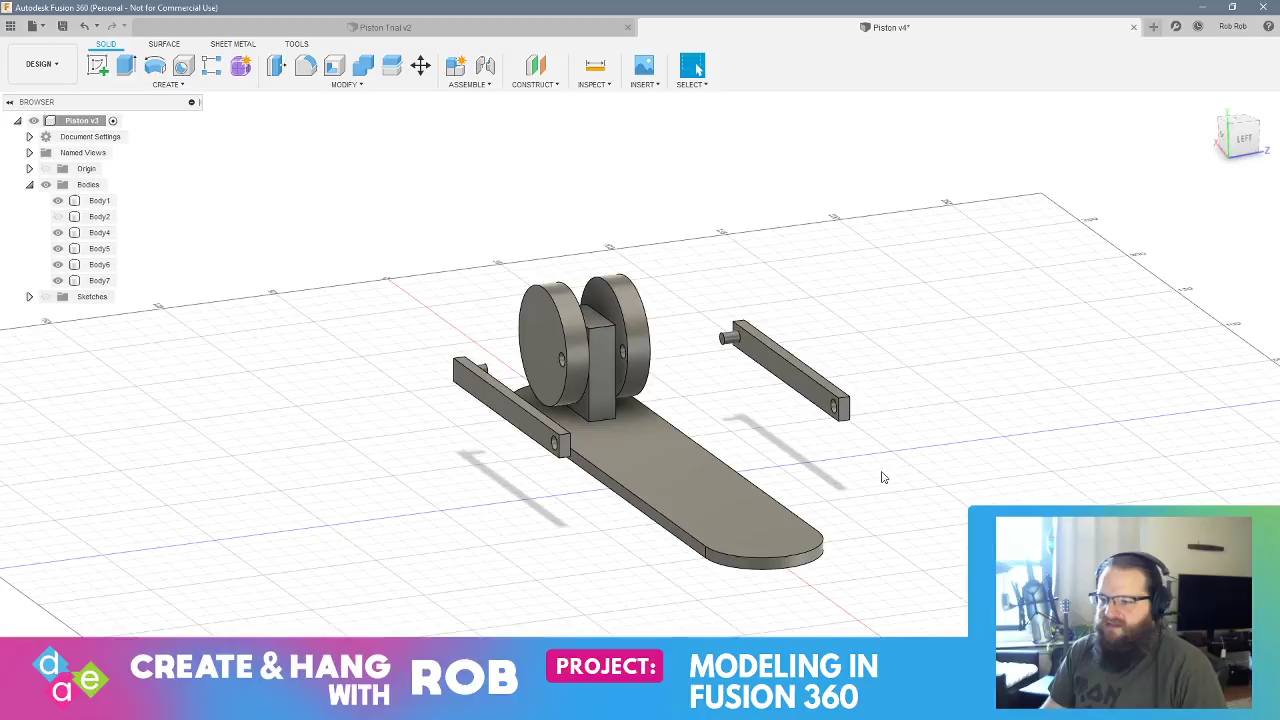 Autodesk Fusion 360 (Personal - Not for Commercial Use)
Piston Trial v2
Piston v4*
Rob Rob
DESIGN
SOLID
SURFACE
SHEET METAL
TOOLS
CREATE
MODIFY
ASSEMBLE
CONSTRUCT
INSPECT
INSERT
SELECT
BROWSER
Piston v3
Document Settings
Named Views
Origin
Bodies
Body1
Body2
Body4
Body5
Body6
Body7
Sketches
LEFT
Y
X
Z
dae
CREATE & HANG
WITH
ROB
PROJECT:
MODELING IN
FUSION 360